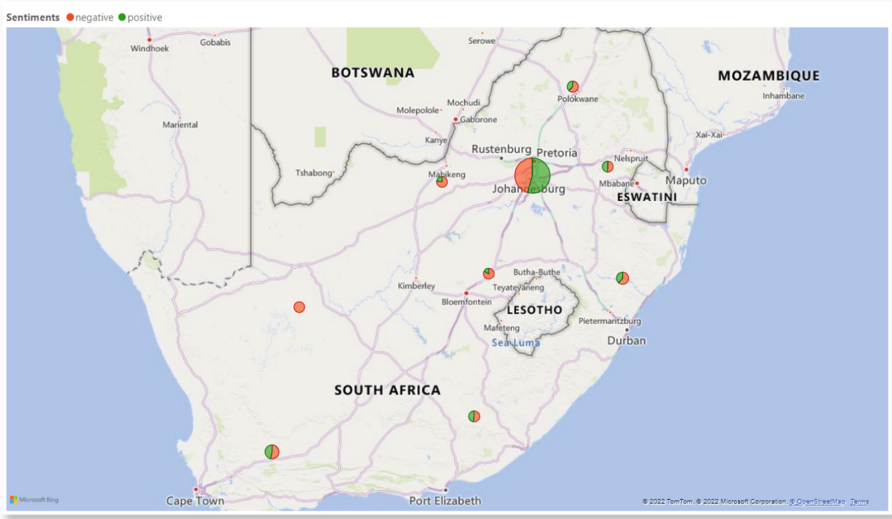 Sentiments negative positive
Windhoek
Gobabis
Serowe
BOTSWANA
MOZAMBIQUE
Inhambane
Polokwane
Mochudi
Molepolole
Gaborone
Mariental
Kanye
Xai-Xai
Rustenburg
Pretoria
Nelspruit
Tshabong
Mabikeng
Mbabane
Maputo
Johannesburg
ESWATINI
Butha-Buthe
Kimberley
Teyateyaneng
Bloemfontein
LESOTHO
Mafeteng
Pietermaritzburg
Sea Luma
Durban
SOUTH AFRICA
Cape Town
Port Elizabeth
Microsoft Bing
© 2022 TomTom, © 2022 Microsoft Corporation, © OpenStreetMap Terms